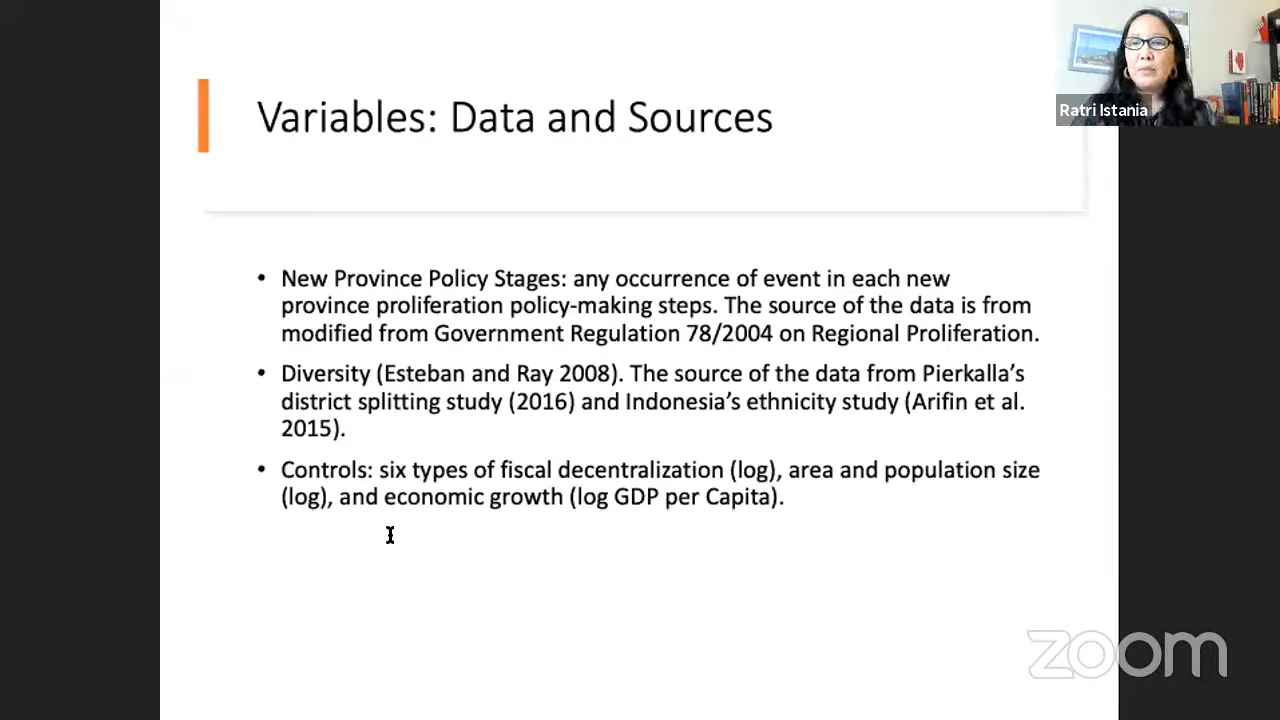 Ratri Istania
Variables: Data and Sources
• New Province Policy Stages: any occurrence of event in each new
province proliferation policy-making steps. The source of the data is from
modified from Government Regulation 78/2004 on Regional Proliferation.
• Diversity (Esteban and Ray 2008). The source of the data from Pierkalla’s
district splitting study (2016) and Indonesia’s ethnicity study (Arifin et al.
2015).
• Controls: six types of fiscal decentralization (log), area and population size
(log), and economic growth (log GDP per Capita).
zoom